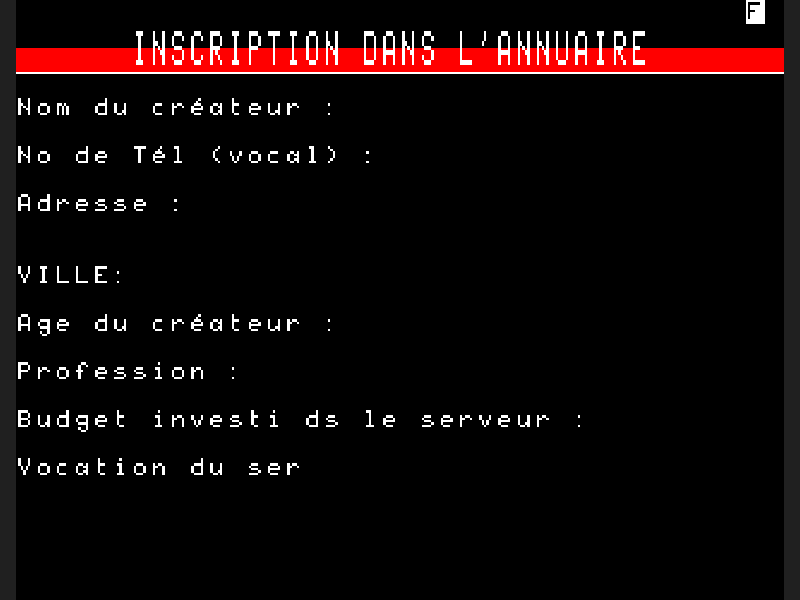 F
INSCRIPTION DANS L'ANNUAIRE
Nom du créateur :
No de Tél (vocal) :
Adresse :
VILLE:
Age du créateur :
Profession :
Budget investi ds le serveur :
Vocation du ser